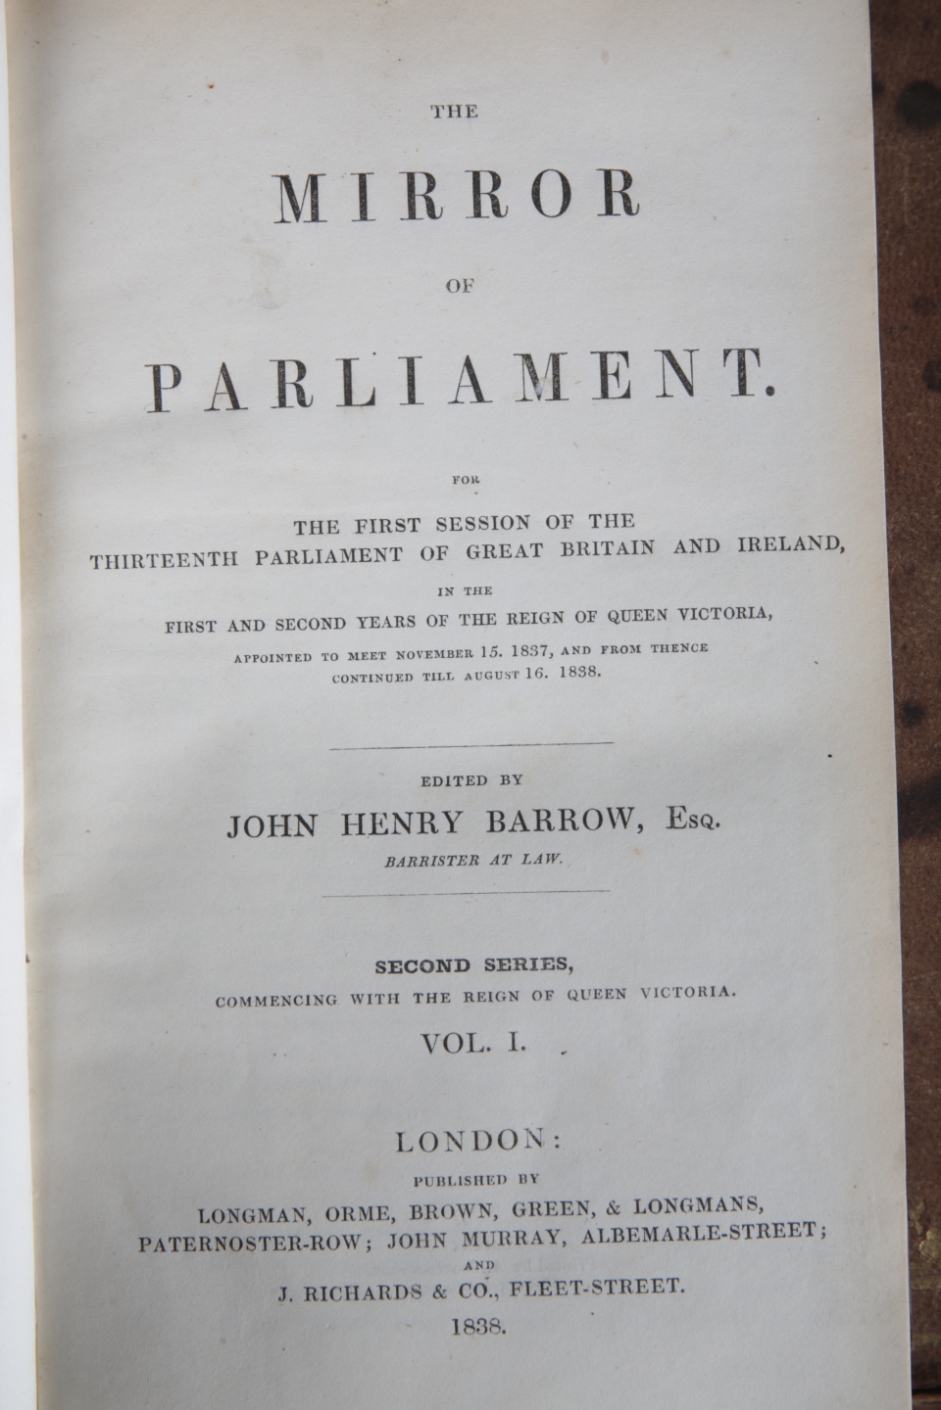 THE
MIRROR
OF
PARLIAMENT.
FOR
THE FIRST SESSION OF THE
THIRTEENTH PARLIAMENT OF GREAT BRITAIN AND IRELAND,
IN THE
FIRST AND SECOND YEARS OF THE REIGN OF QUEEN VICTORIA,
APPOINTED TO MEET NOVEMBER 15. 1837, AND FROM THENCE
CONTINUED TILL AUGUST 16. 1838.
EDITED BY
JOHN HENRY BARROW, Esq.
BARRISTER AT LAW.
SECOND SERIES,
COMMENCING WITH THE REIGN OF QUEEN VICTORIA.
VOL. I.
LONDON:
PUBLISHED BY
LONGMAN, ORME, BROWN, GREEN, & LONGMANS,
PATERNOSTER-ROW; JOHN MURRAY, ALBEMARLE-STREET;
AND
J. RICHARDS & CO., FLEET-STREET.
1838.